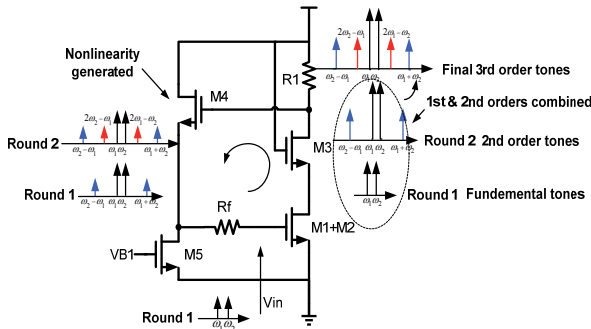 Nonlinearity
generated
M4
R1
2ω₂-ω₁ 2ω₁-ω₂
ω₂-ω₁ ω₁ω₂ ω₁+ω₂
Final 3rd order tones
1st & 2nd orders combined
Round 2
2ω₂-ω₁ 2ω₁-ω₂
ω₂-ω₁ ω₁ω₂ ω₁+ω₂
M3
ω₂-ω₁ ω₁ω₂ ω₁+ω₂
Round 2 2nd order tones
Round 1
ω₂-ω₁ ω₁ω₂ ω₁+ω₂
ω₁ω₂
Round 1 Fundemental tones
Rf
M1+M2
VB1
M5
Vin
Round 1
ω₁ω₂